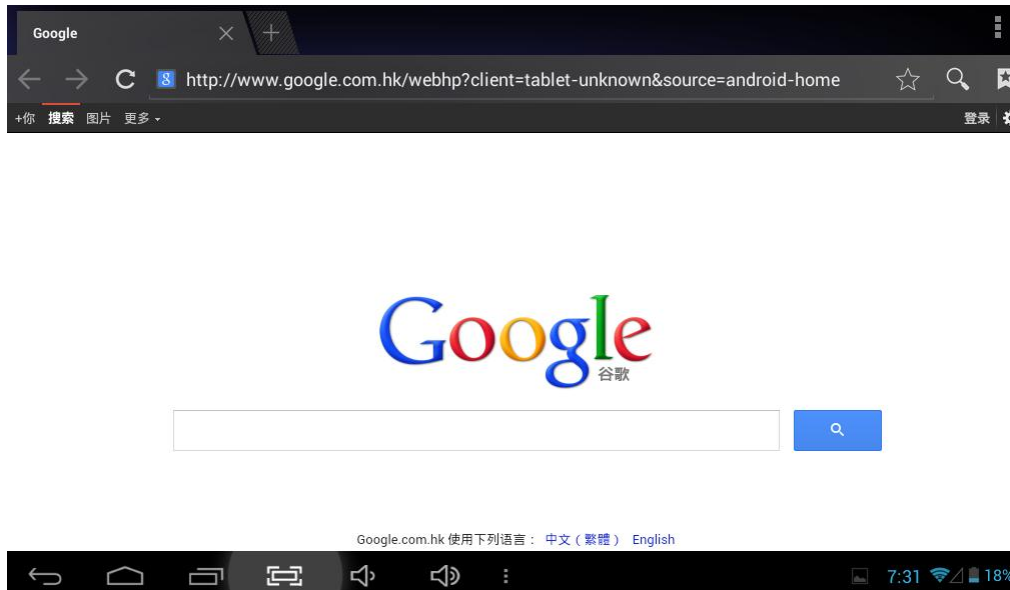 Google
http://www.google.com.hk/webhp?client=tablet-unknown&source=android-home
+你 搜索 图片 更多 登录
Google
谷歌
Google.com.hk 使用下列语言： 中文（繁體） English
7:31 18%